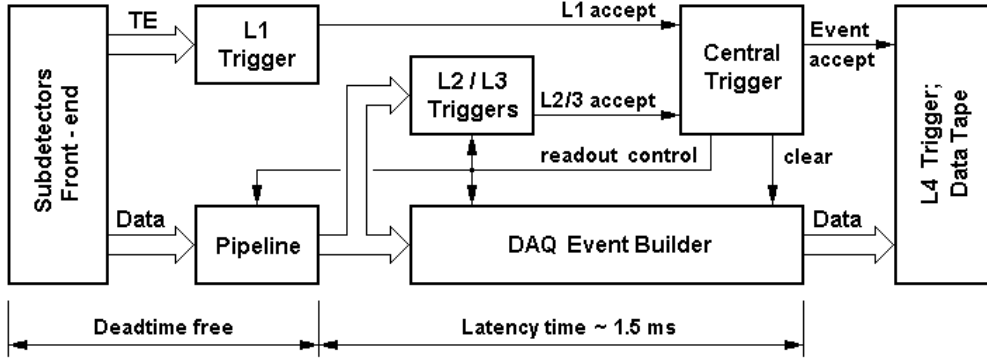 Subdetectors
Front - end
TE
L1
Trigger
L1 accept
L2 / L3
Triggers
L2/3 accept
Central
Trigger
Event
accept
L4 Trigger;
Data Tape
readout control
clear
Data
Pipeline
DAQ Event Builder
Data
Deadtime free
Latency time ~ 1.5 ms